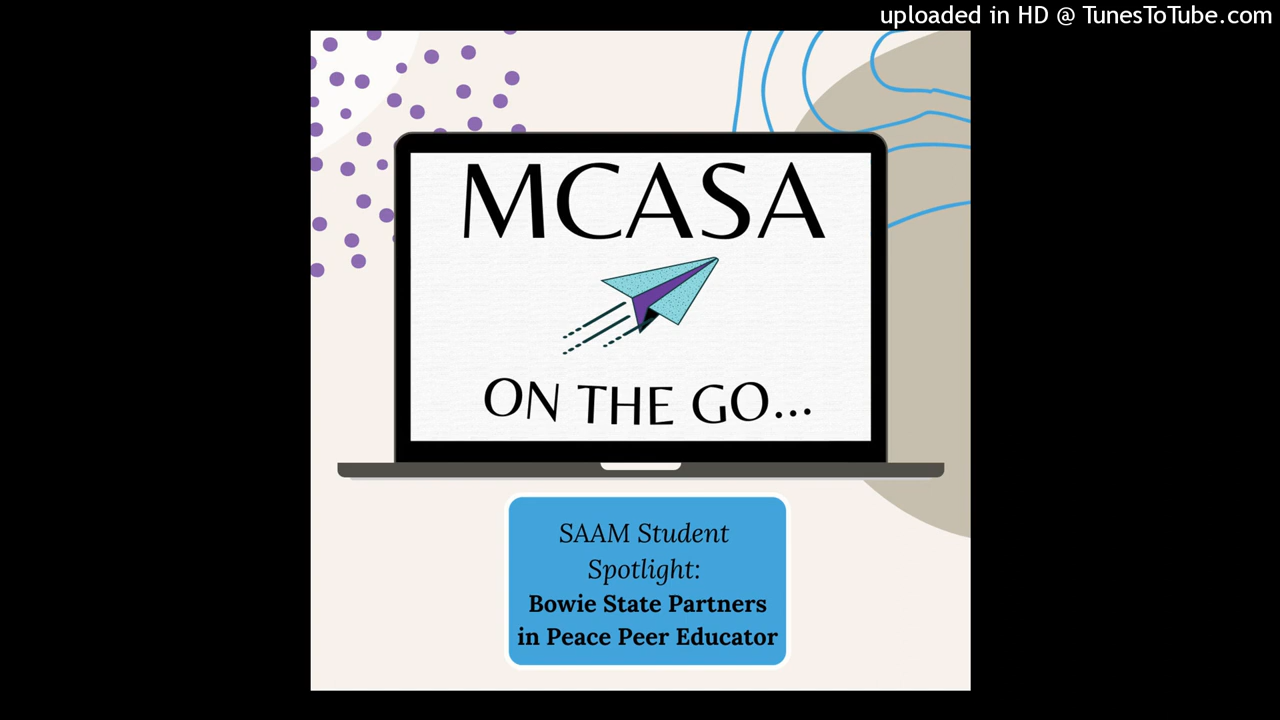 uploaded in HD @ TunesToTube.com
MCASA
ON THE GO...
SAAM Student
Spotlight:
Bowie State Partners
in Peace Peer Educator